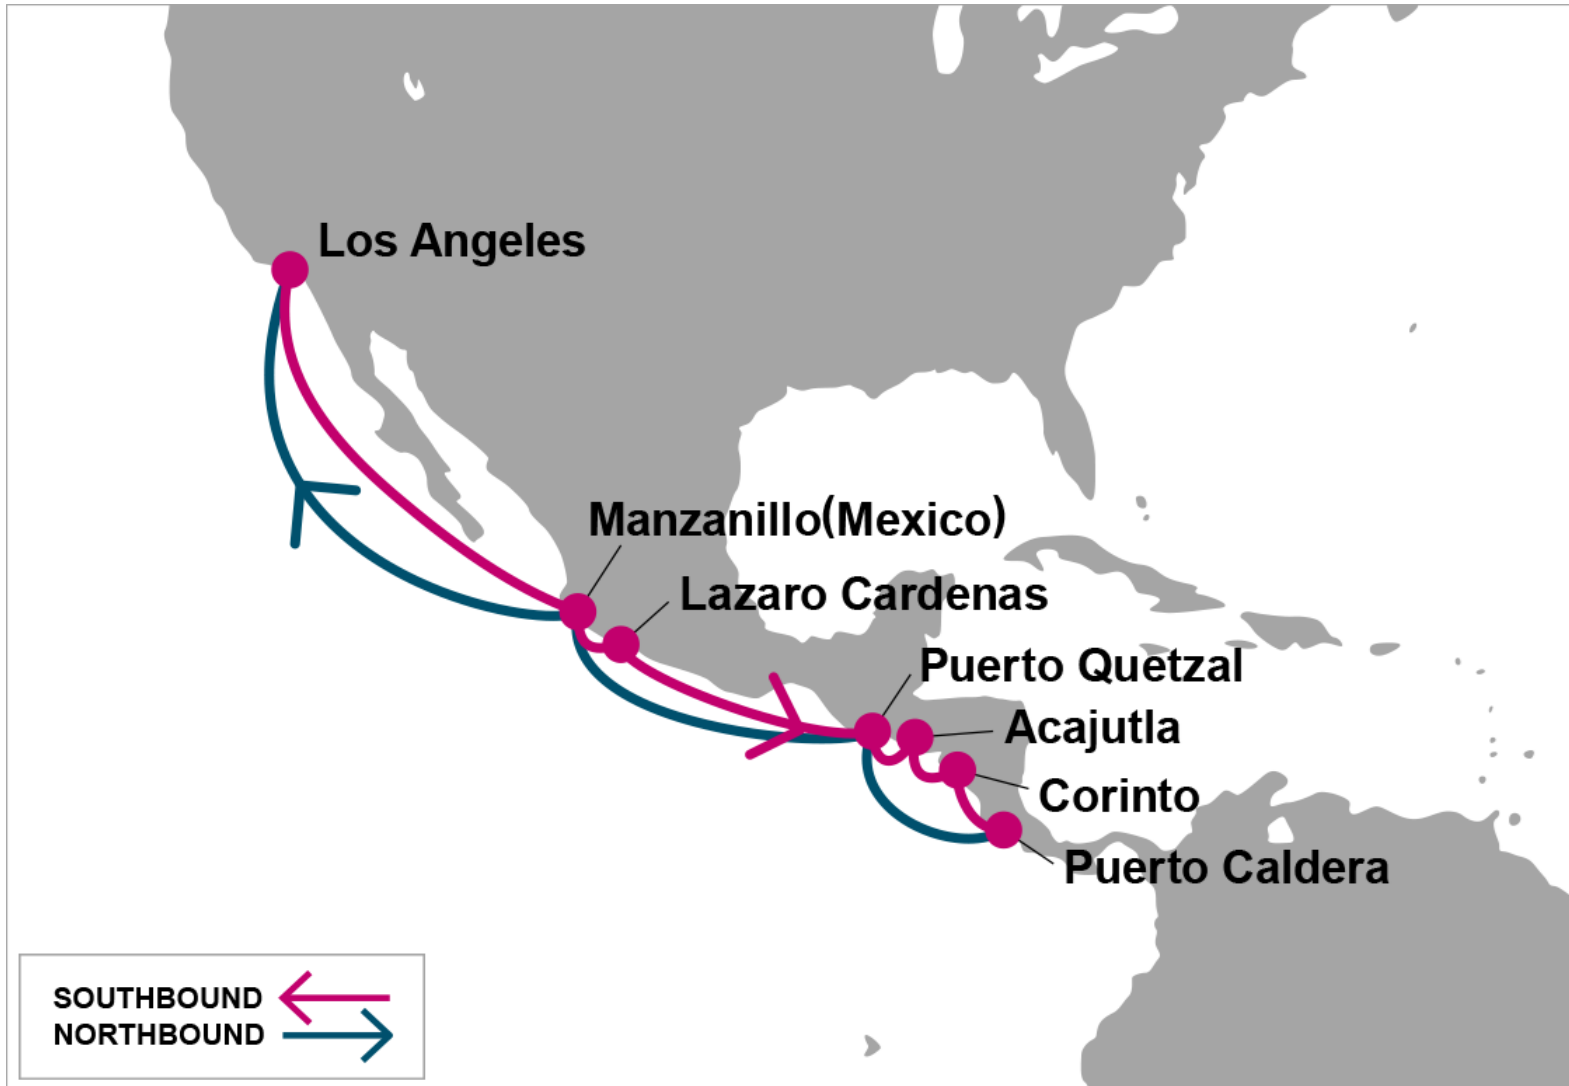 Los Angeles
Manzanillo(Mexico)
Lazaro Cardenas
Puerto Quetzal
Acajutla
Corinto
Puerto Caldera
SOUTHBOUND
NORTHBOUND